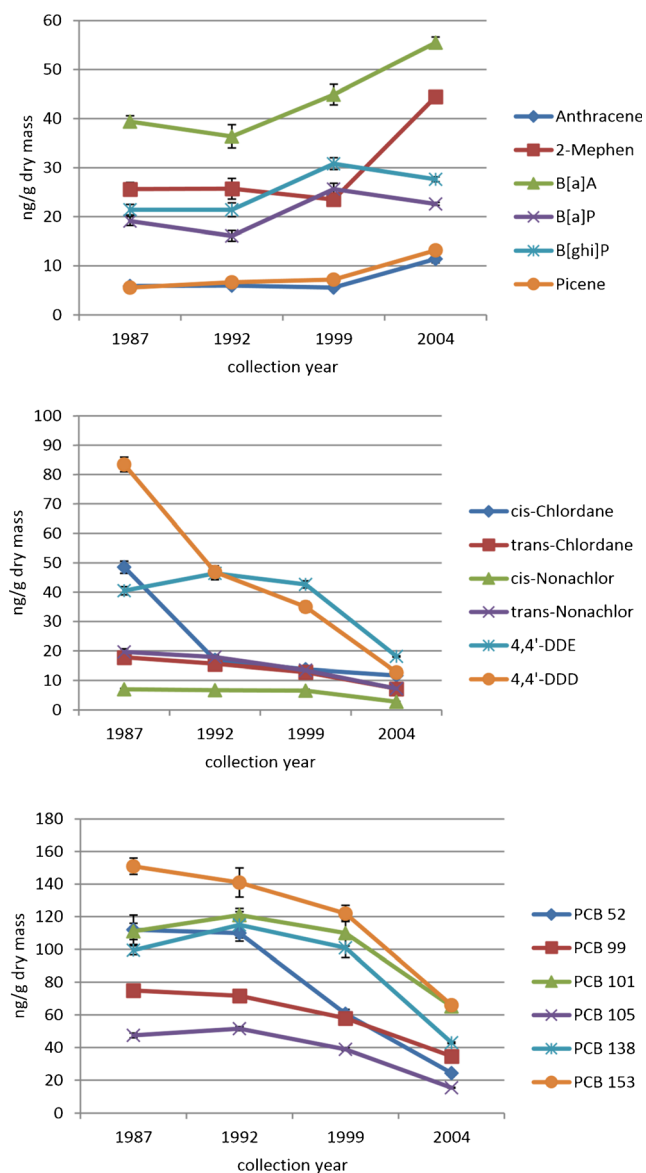 60
50
40
30
20
10
0
ng/g dry mass
1987 1992 1999 2004
collection year
Anthracene
2-Mephen
B[a]A
B[a]P
B[ghi]P
Picene
100
90
80
70
60
50
40
30
20
10
0
ng/g dry mass
1987 1992 1999 2004
collection year
cis-Chlordane
trans-Chlordane
cis-Nonachlor
trans-Nonachlor
4,4'-DDE
4,4'-DDD
180
160
140
120
100
80
60
40
20
0
ng/g dry mass
1987 1992 1999 2004
collection year
PCB 52
PCB 99
PCB 101
PCB 105
PCB 138
PCB 153